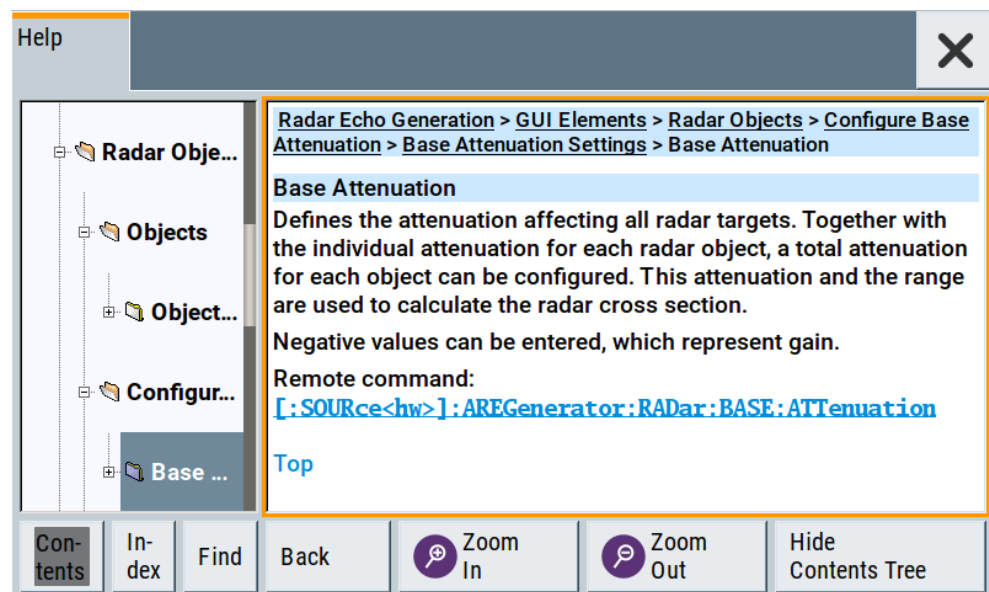 Help
Radar Obje...
Objects
Object...
Configur...
Base ...
Radar Echo Generation > GUI Elements > Radar Objects > Configure Base
Attenuation > Base Attenuation Settings > Base Attenuation
Base Attenuation
Defines the attenuation affecting all radar targets. Together with
the individual attenuation for each radar object, a total attenuation
for each object can be configured. This attenuation and the range
are used to calculate the radar cross section.
Negative values can be entered, which represent gain.
Remote command:
[:SOURce<hw>]:AREGenerator:RADar:BASE:ATTenuation
Top
Con-
tents
In-
dex
Find
Back
Zoom
In
Zoom
Out
Hide
Contents Tree